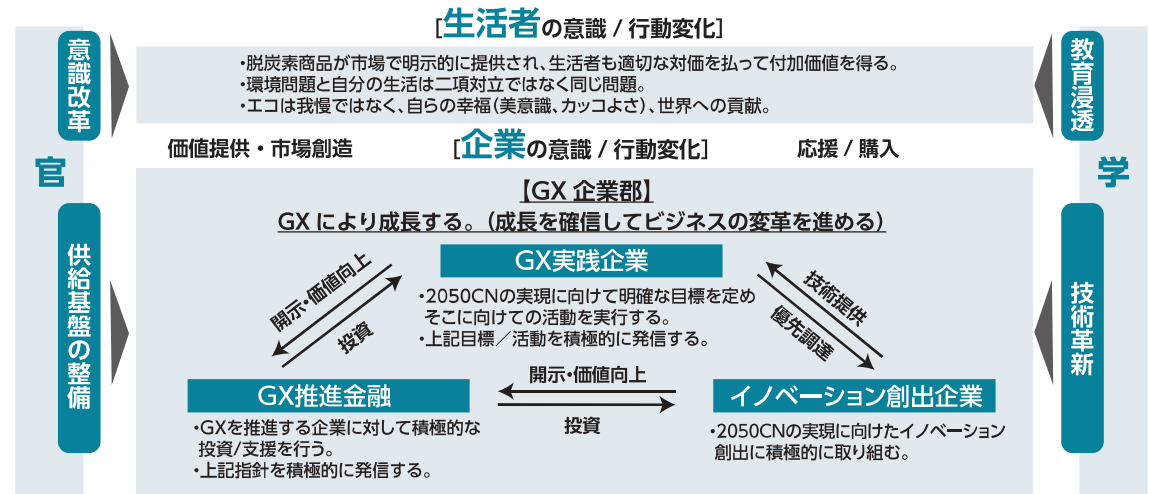 [生活者の意識 / 行動変化]
意識改革
・脱炭素商品が市場で明示的に提供され、生活者も適切な対価を払って付加価値を得る。
・環境問題と自分の生活は二項対立ではなく同じ問題。
・エコは我慢ではなく、自らの幸福（美意識、カッコよさ）、世界への貢献。
教育浸透
価値提供・市場創造
[企業の意識 / 行動変化]
応援 / 購入
官
学
【GX 企業郡】
GX により成長する。（成長を確信してビジネスの変革を進める）
供給基盤の整備
技術革新
GX実践企業
・2050CNの実現に向けて明確な目標を定め
そこに向けての活動を実行する。
・上記目標／活動を積極的に発信する。
開示・価値向上
投資
技術提供
優先調達
GX推進金融
・GXを推進する企業に対して積極的な
投資/支援を行う。
・上記指針を積極的に発信する。
開示・価値向上
投資
イノベーション創出企業
・2050CNの実現に向けたイノベーション
創出に積極的に取り組む。